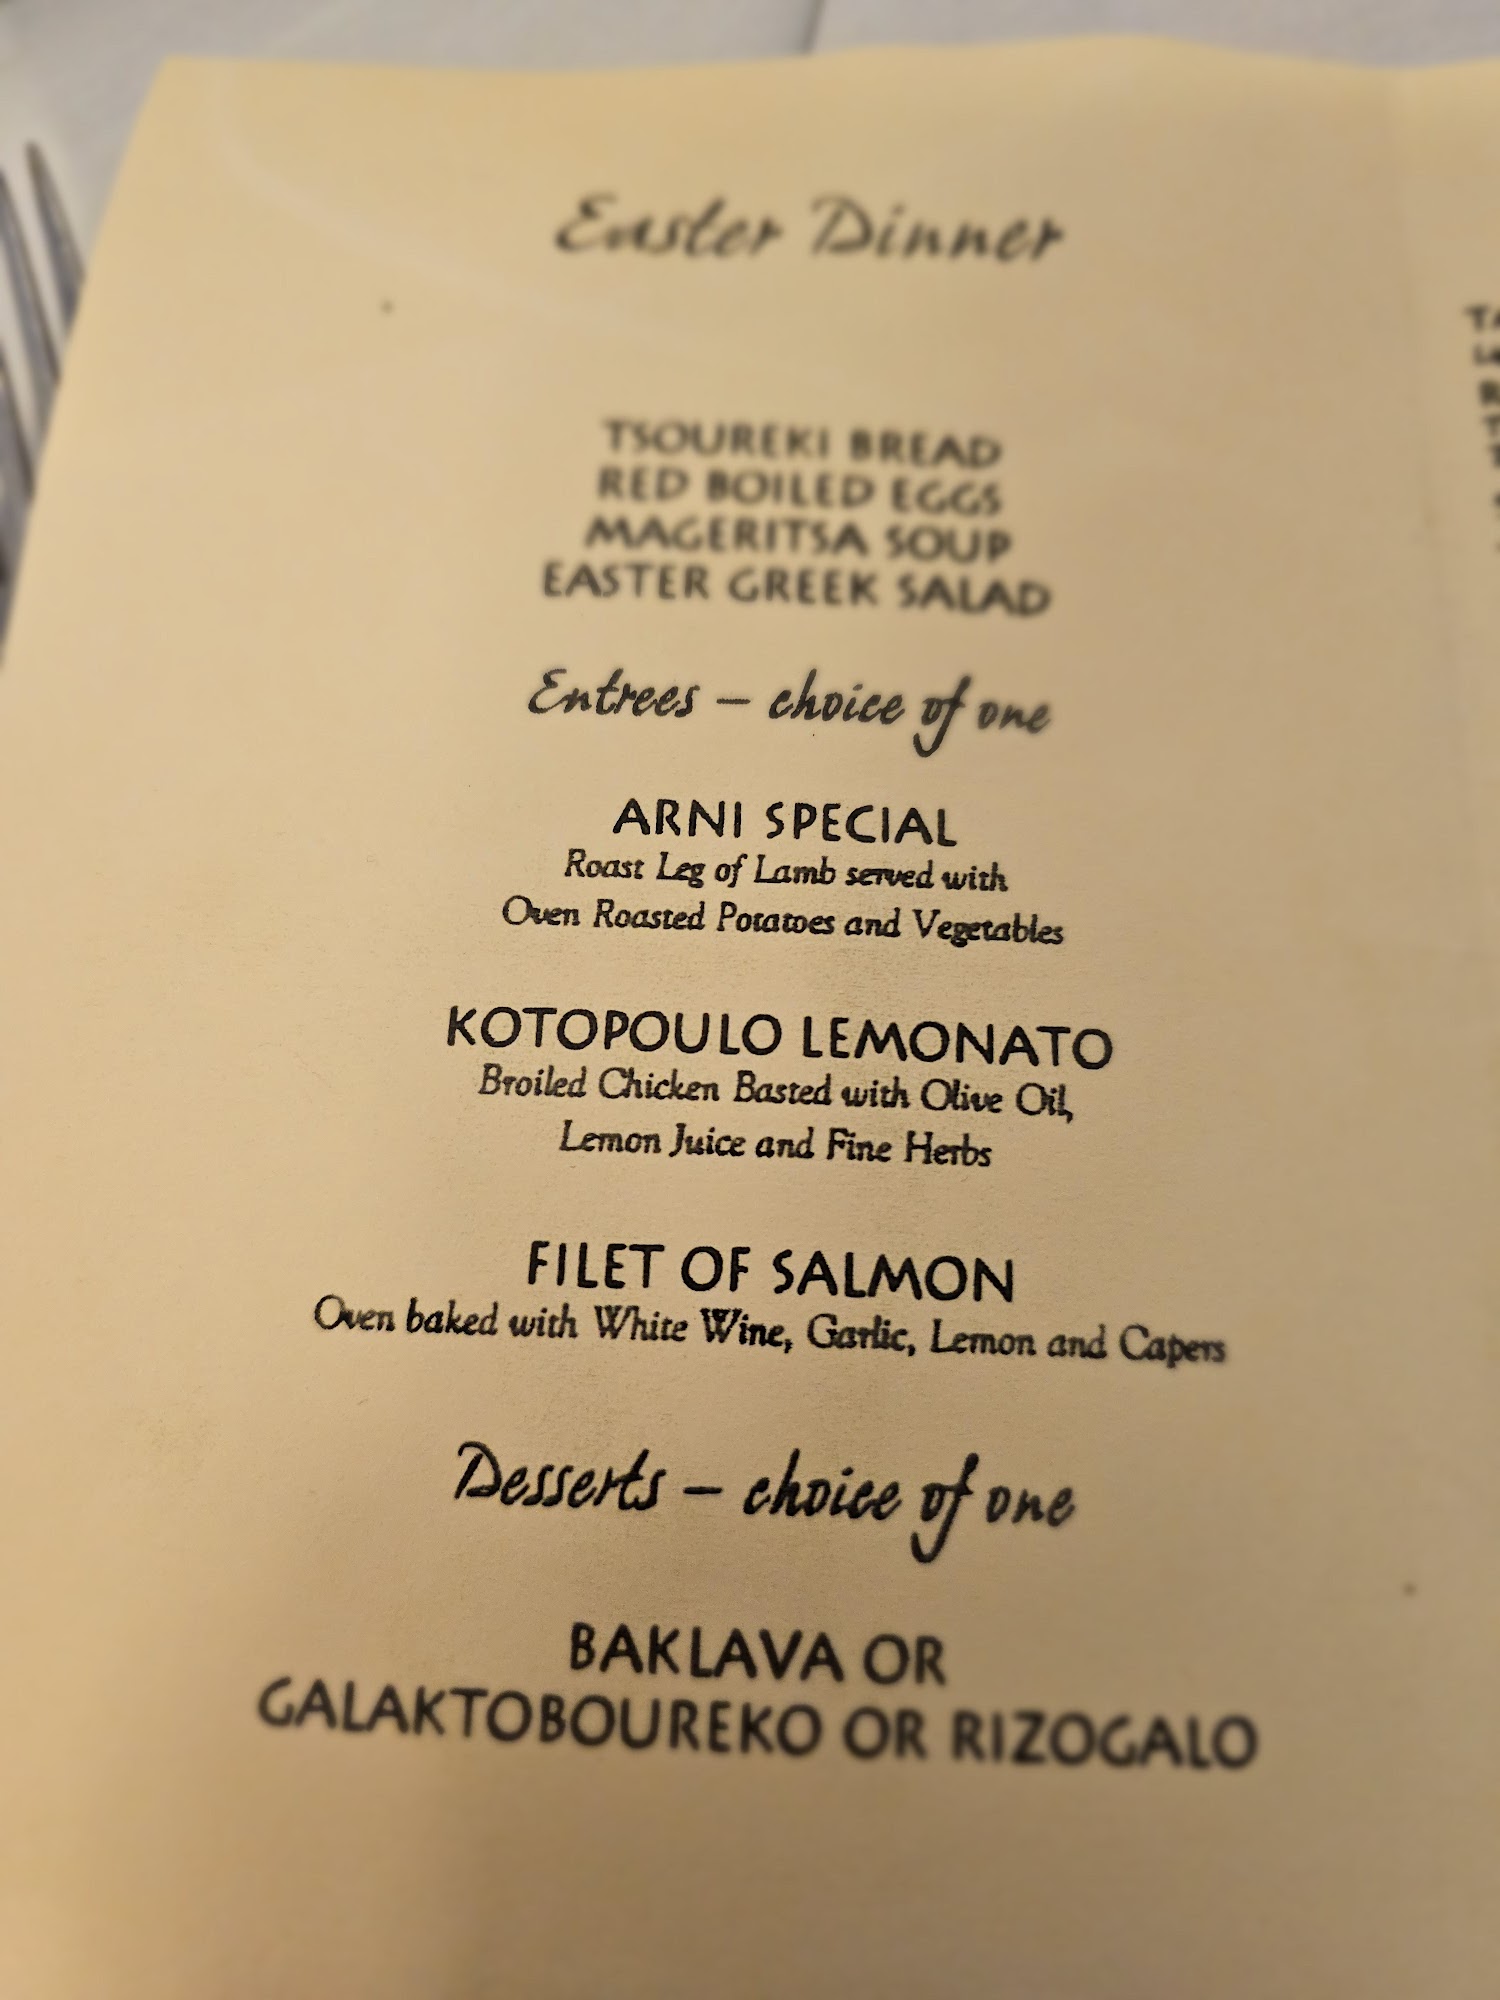 Easter Dinner
TSOUREKI BREAD
RED BOILED EGGS
MAGERITSA SOUP
EASTER GREEK SALAD
Entrees – choice of one
ARNI SPECIAL
Roast Leg of Lamb served with
Oven Roasted Potatoes and Vegetables
KOTOPOULO LEMONATO
Broiled Chicken Basted with Olive Oil,
Lemon Juice and Fine Herbs
FILET OF SALMON
Oven baked with White Wine, Garlic, Lemon and Capers
Desserts – choice of one
BAKLAVA OR
GALAKTOBOUREKO OR RIZOGALO